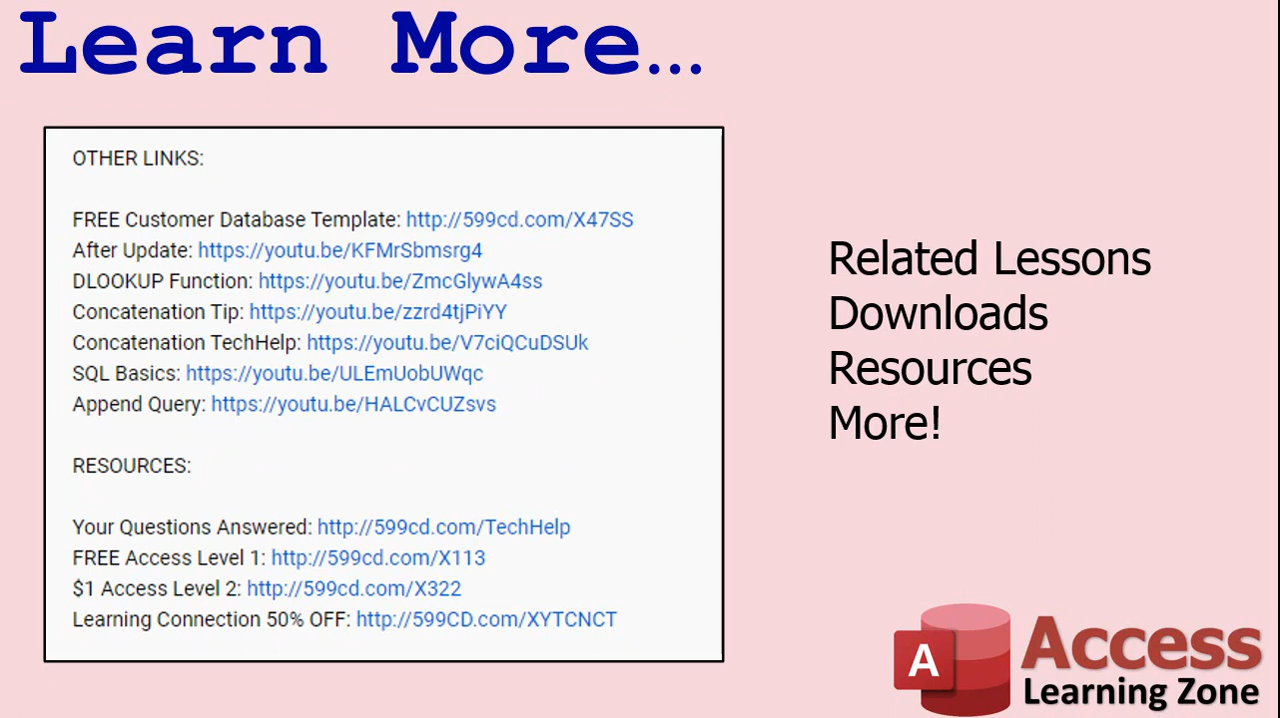 Learn More...
OTHER LINKS:
FREE Customer Database Template: http://599cd.com/X47SS
After Update: https://youtu.be/KFMrSbmsrg4
DLOOKUP Function: https://youtu.be/ZmcGlywA4ss
Concatenation Tip: https://youtu.be/zzrd4tjPiYY
Concatenation TechHelp: https://youtu.be/V7ciQCuDSUk
SQL Basics: https://youtu.be/ULEmUobUWqc
Append Query: https://youtu.be/HALCvCUZsvs
RESOURCES:
Your Questions Answered: http://599cd.com/TechHelp
FREE Access Level 1: http://599cd.com/X113
$1 Access Level 2: http://599cd.com/X322
Learning Connection 50% OFF: http://599CD.com/XYTCNCT
Related Lessons
Downloads
Resources
More!
A
Access
Learning Zone